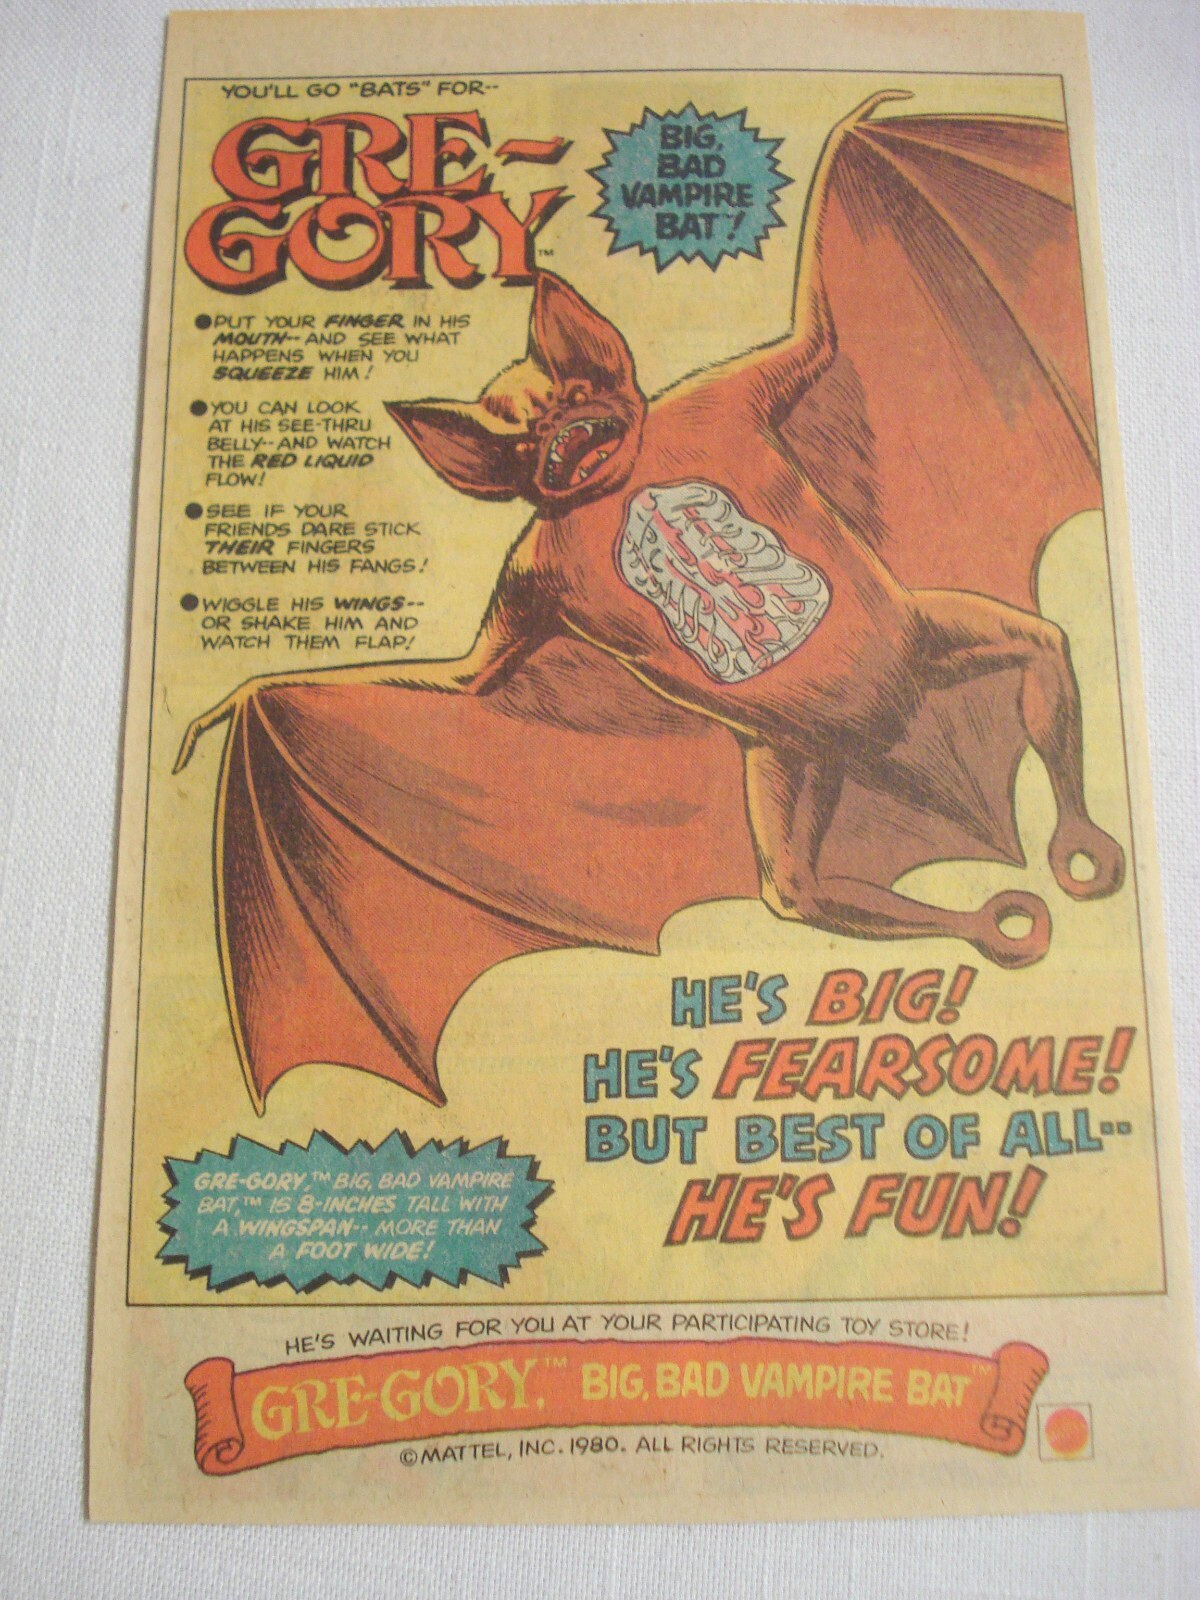 YOU'LL GO "BATS" FOR--
GRE-
GORY™
BIG,
BAD
VAMPIRE
BAT™!
●PUT YOUR FINGER IN HIS
MOUTH--AND SEE WHAT
HAPPENS WHEN YOU
SQUEEZE HIM!
●YOU CAN LOOK
AT HIS SEE-THRU
BELLY--AND WATCH
THE RED LIQUID
FLOW!
●SEE IF YOUR
FRIENDS DARE STICK
THEIR FINGERS
BETWEEN HIS FANGS!
●WIGGLE HIS WINGS--
OR SHAKE HIM AND
WATCH THEM FLAP!
HE'S BIG!
HE'S FEARSOME!
BUT BEST OF ALL--
HE'S FUN!
GRE-GORY,™ BIG, BAD VAMPIRE
BAT,™ IS 8-INCHES TALL WITH
A WINGSPAN-- MORE THAN
A FOOT WIDE!
HE'S WAITING FOR YOU AT YOUR PARTICIPATING TOY STORE!
GRE-GORY,™ BIG, BAD VAMPIRE BAT™
©MATTEL, INC. 1980. ALL RIGHTS RESERVED.